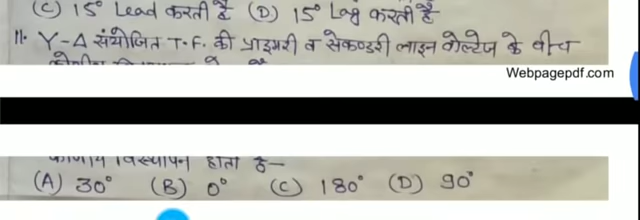 (C) 15° Lead करती है (D) 15° Lag करती है
11. Y-Δ संयोजित T.F. की प्राइमरी व सेकण्डरी लाइन वोल्टेज के बीच
Webpagepdf.com
कोणीय विस्थापन होता है—
(A) 30° (B) 0° (C) 180° (D) 90°